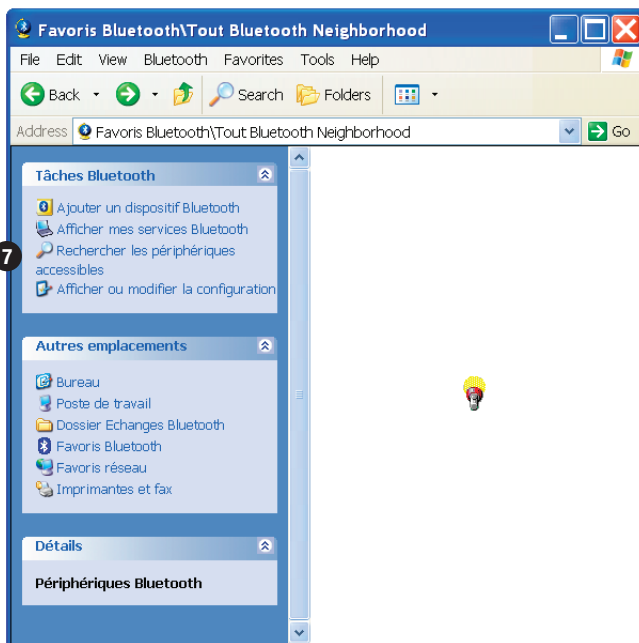 Favoris Bluetooth\Tout Bluetooth Neighborhood
File Edit View Bluetooth Favorites Tools Help
Back Search Folders
Address Favoris Bluetooth\Tout Bluetooth Neighborhood Go
Tâches Bluetooth
Ajouter un dispositif Bluetooth
Afficher mes services Bluetooth
7 Rechercher les périphériques
accessibles
Afficher ou modifier la configuration
Autres emplacements
Bureau
Poste de travail
Dossier Echanges Bluetooth
Favoris Bluetooth
Favoris réseau
Imprimantes et fax
Détails
Périphériques Bluetooth